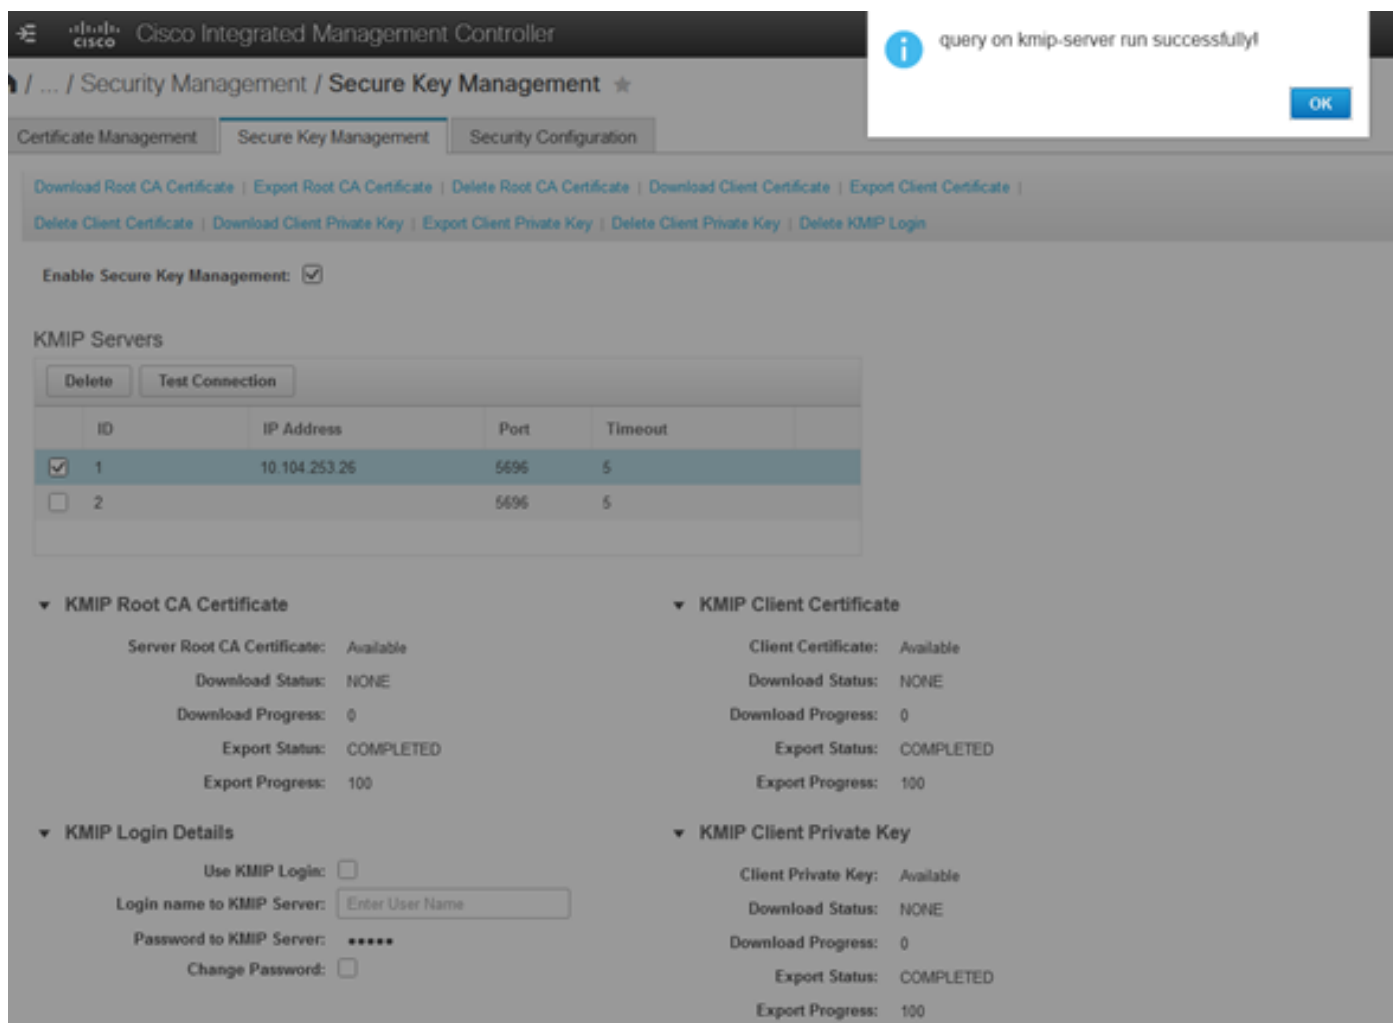 CISCO Cisco Integrated Management Controller
query on kmip-server run successfully!
OK
/ ... / Security Management / Secure Key Management
Certificate Management Secure Key Management Security Configuration
Download Root CA Certificate | Export Root CA Certificate | Delete Root CA Certificate | Download Client Certificate | Export Client Certificate |
Delete Client Certificate | Download Client Private Key | Export Client Private Key | Delete Client Private Key | Delete KMIP Login
Enable Secure Key Management:
KMIP Servers
Delete Test Connection
ID IP Address Port Timeout
1 10.104.253.26 5696 5
2 5696 5
KMIP Root CA Certificate
Server Root CA Certificate: Available
Download Status: NONE
Download Progress: 0
Export Status: COMPLETED
Export Progress: 100
KMIP Client Certificate
Client Certificate: Available
Download Status: NONE
Download Progress: 0
Export Status: COMPLETED
Export Progress: 100
KMIP Login Details
Use KMIP Login:
Login name to KMIP Server: Enter User Name
Password to KMIP Server: •••••
Change Password:
KMIP Client Private Key
Client Private Key: Available
Download Status: NONE
Download Progress: 0
Export Status: COMPLETED
Export Progress: 100